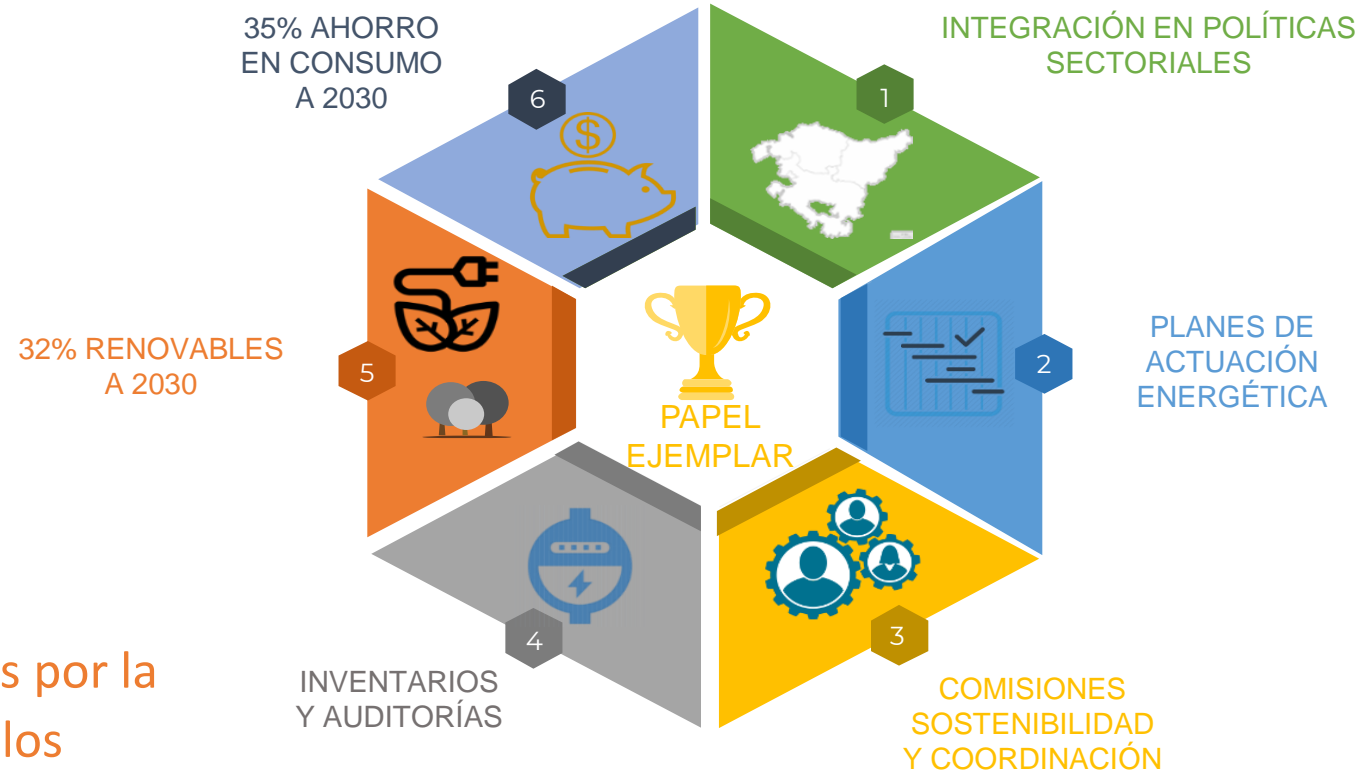 35% AHORRO
EN CONSUMO
A 2030
6
INTEGRACIÓN EN POLÍTICAS
SECTORIALES
1
$
32% RENOVABLES
A 2030
5
PLANES DE
ACTUACIÓN
ENERGÉTICA
2
PAPEL
EJEMPLAR
4
INVENTARIOS
Y AUDITORÍAS
3
COMISIONES
SOSTENIBILIDAD
Y COORDINACIÓN
s por la
los